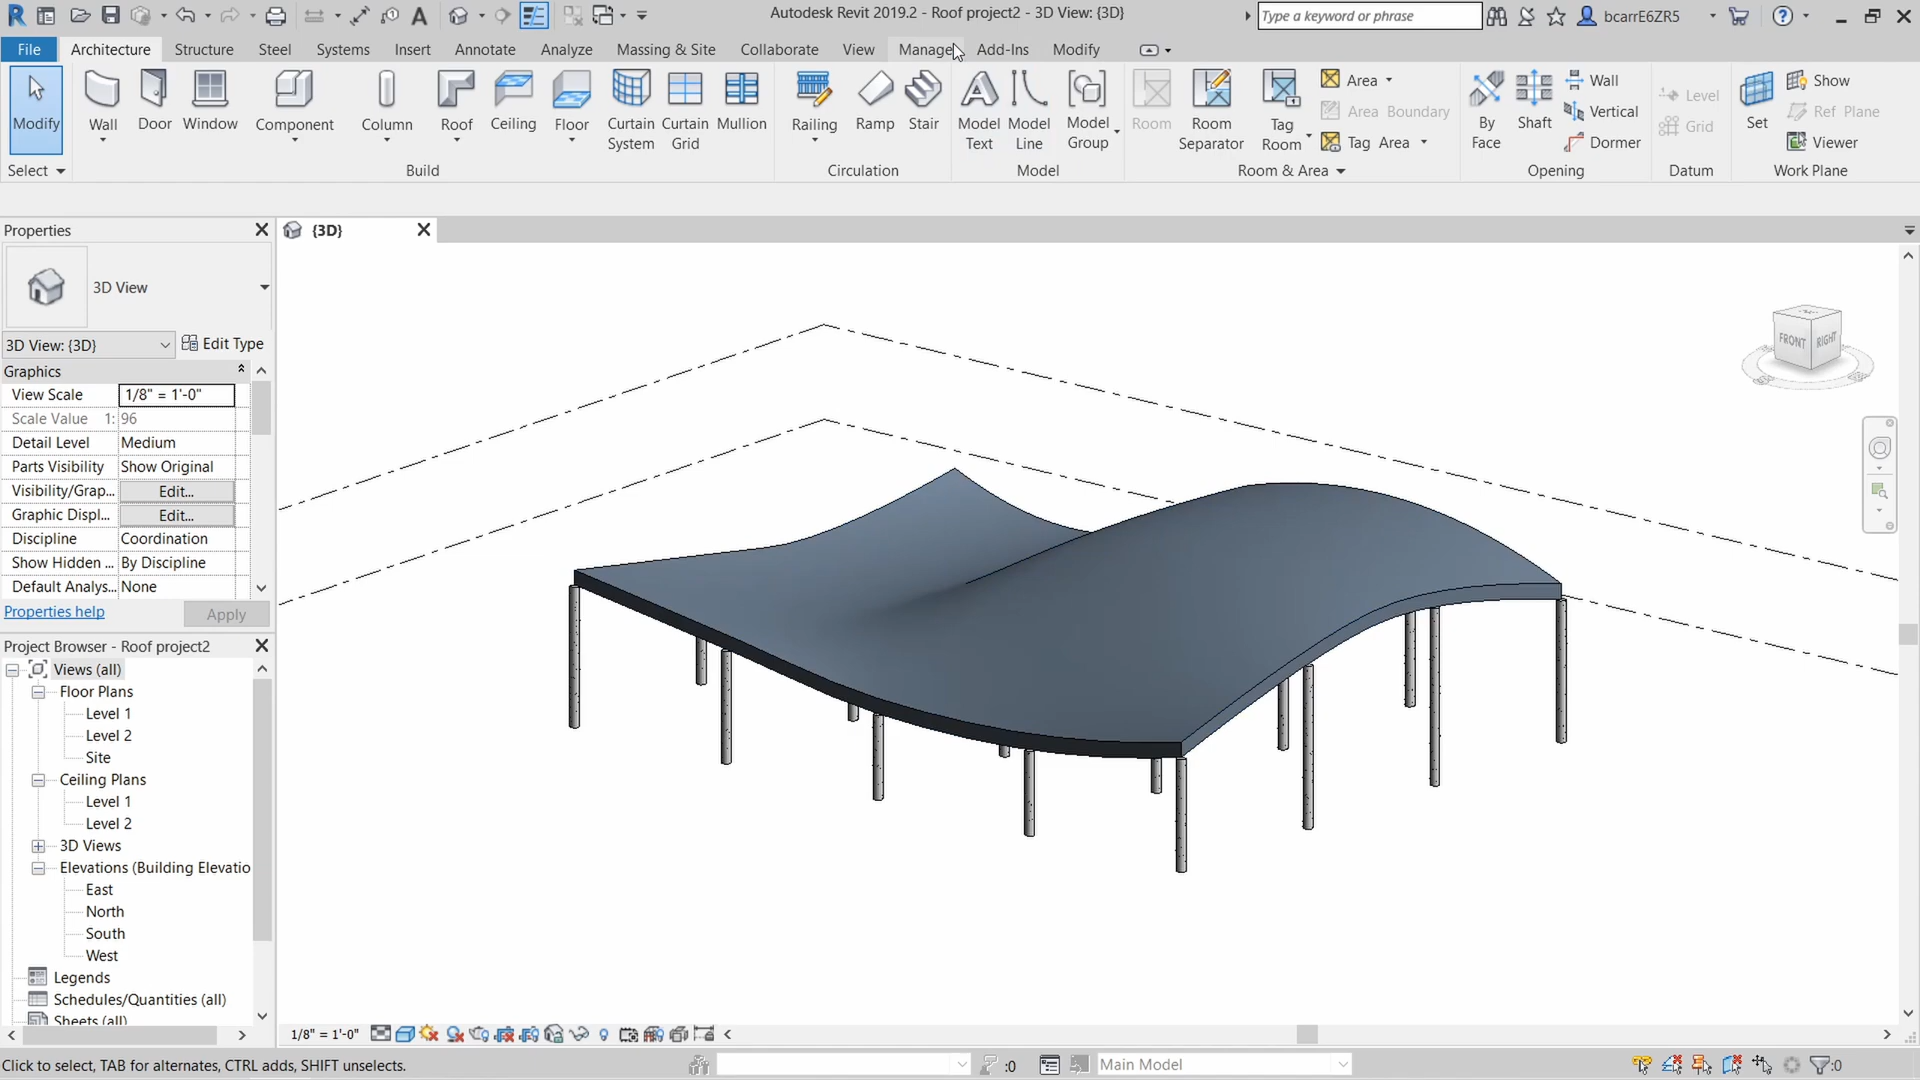 Autodesk Revit 2019.2 - Roof project2 - 3D View: {3D}
Type a keyword or phrase
bcarrE6ZR5
File Architecture Structure Steel Systems Insert Annotate Analyze Massing & Site Collaborate View Manage Add-Ins Modify
Modify
Wall
Door
Window
Component
Column
Roof
Ceiling
Floor
Curtain System
Curtain Grid
Mullion
Railing
Ramp
Stair
Model Text
Model Line
Model Group
Room
Room Separator
Tag Room
Area
Area Boundary
Tag Area
By Face
Shaft
Wall
Vertical
Dormer
Level
Grid
Set
Show
Ref Plane
Viewer
Select Build Circulation Model Room & Area Opening Datum Work Plane
Properties
{3D}
3D View
3D View: {3D}
Edit Type
Graphics
View Scale 1/8" = 1'-0"
Scale Value 1: 96
Detail Level Medium
Parts Visibility Show Original
Visibility/Grap... Edit...
Graphic Displ... Edit...
Discipline Coordination
Show Hidden ... By Discipline
Default Analys... None
Properties help
Apply
Project Browser - Roof project2
Views (all)
Floor Plans
Level 1
Level 2
Site
Ceiling Plans
Level 1
Level 2
3D Views
Elevations (Building Elevatio
East
North
South
West
Legends
Schedules/Quantities (all)
Sheets (all)
FRONT
RIGHT
1/8" = 1'-0"
Click to select, TAB for alternates, CTRL adds, SHIFT unselects.
:0
Main Model
:0